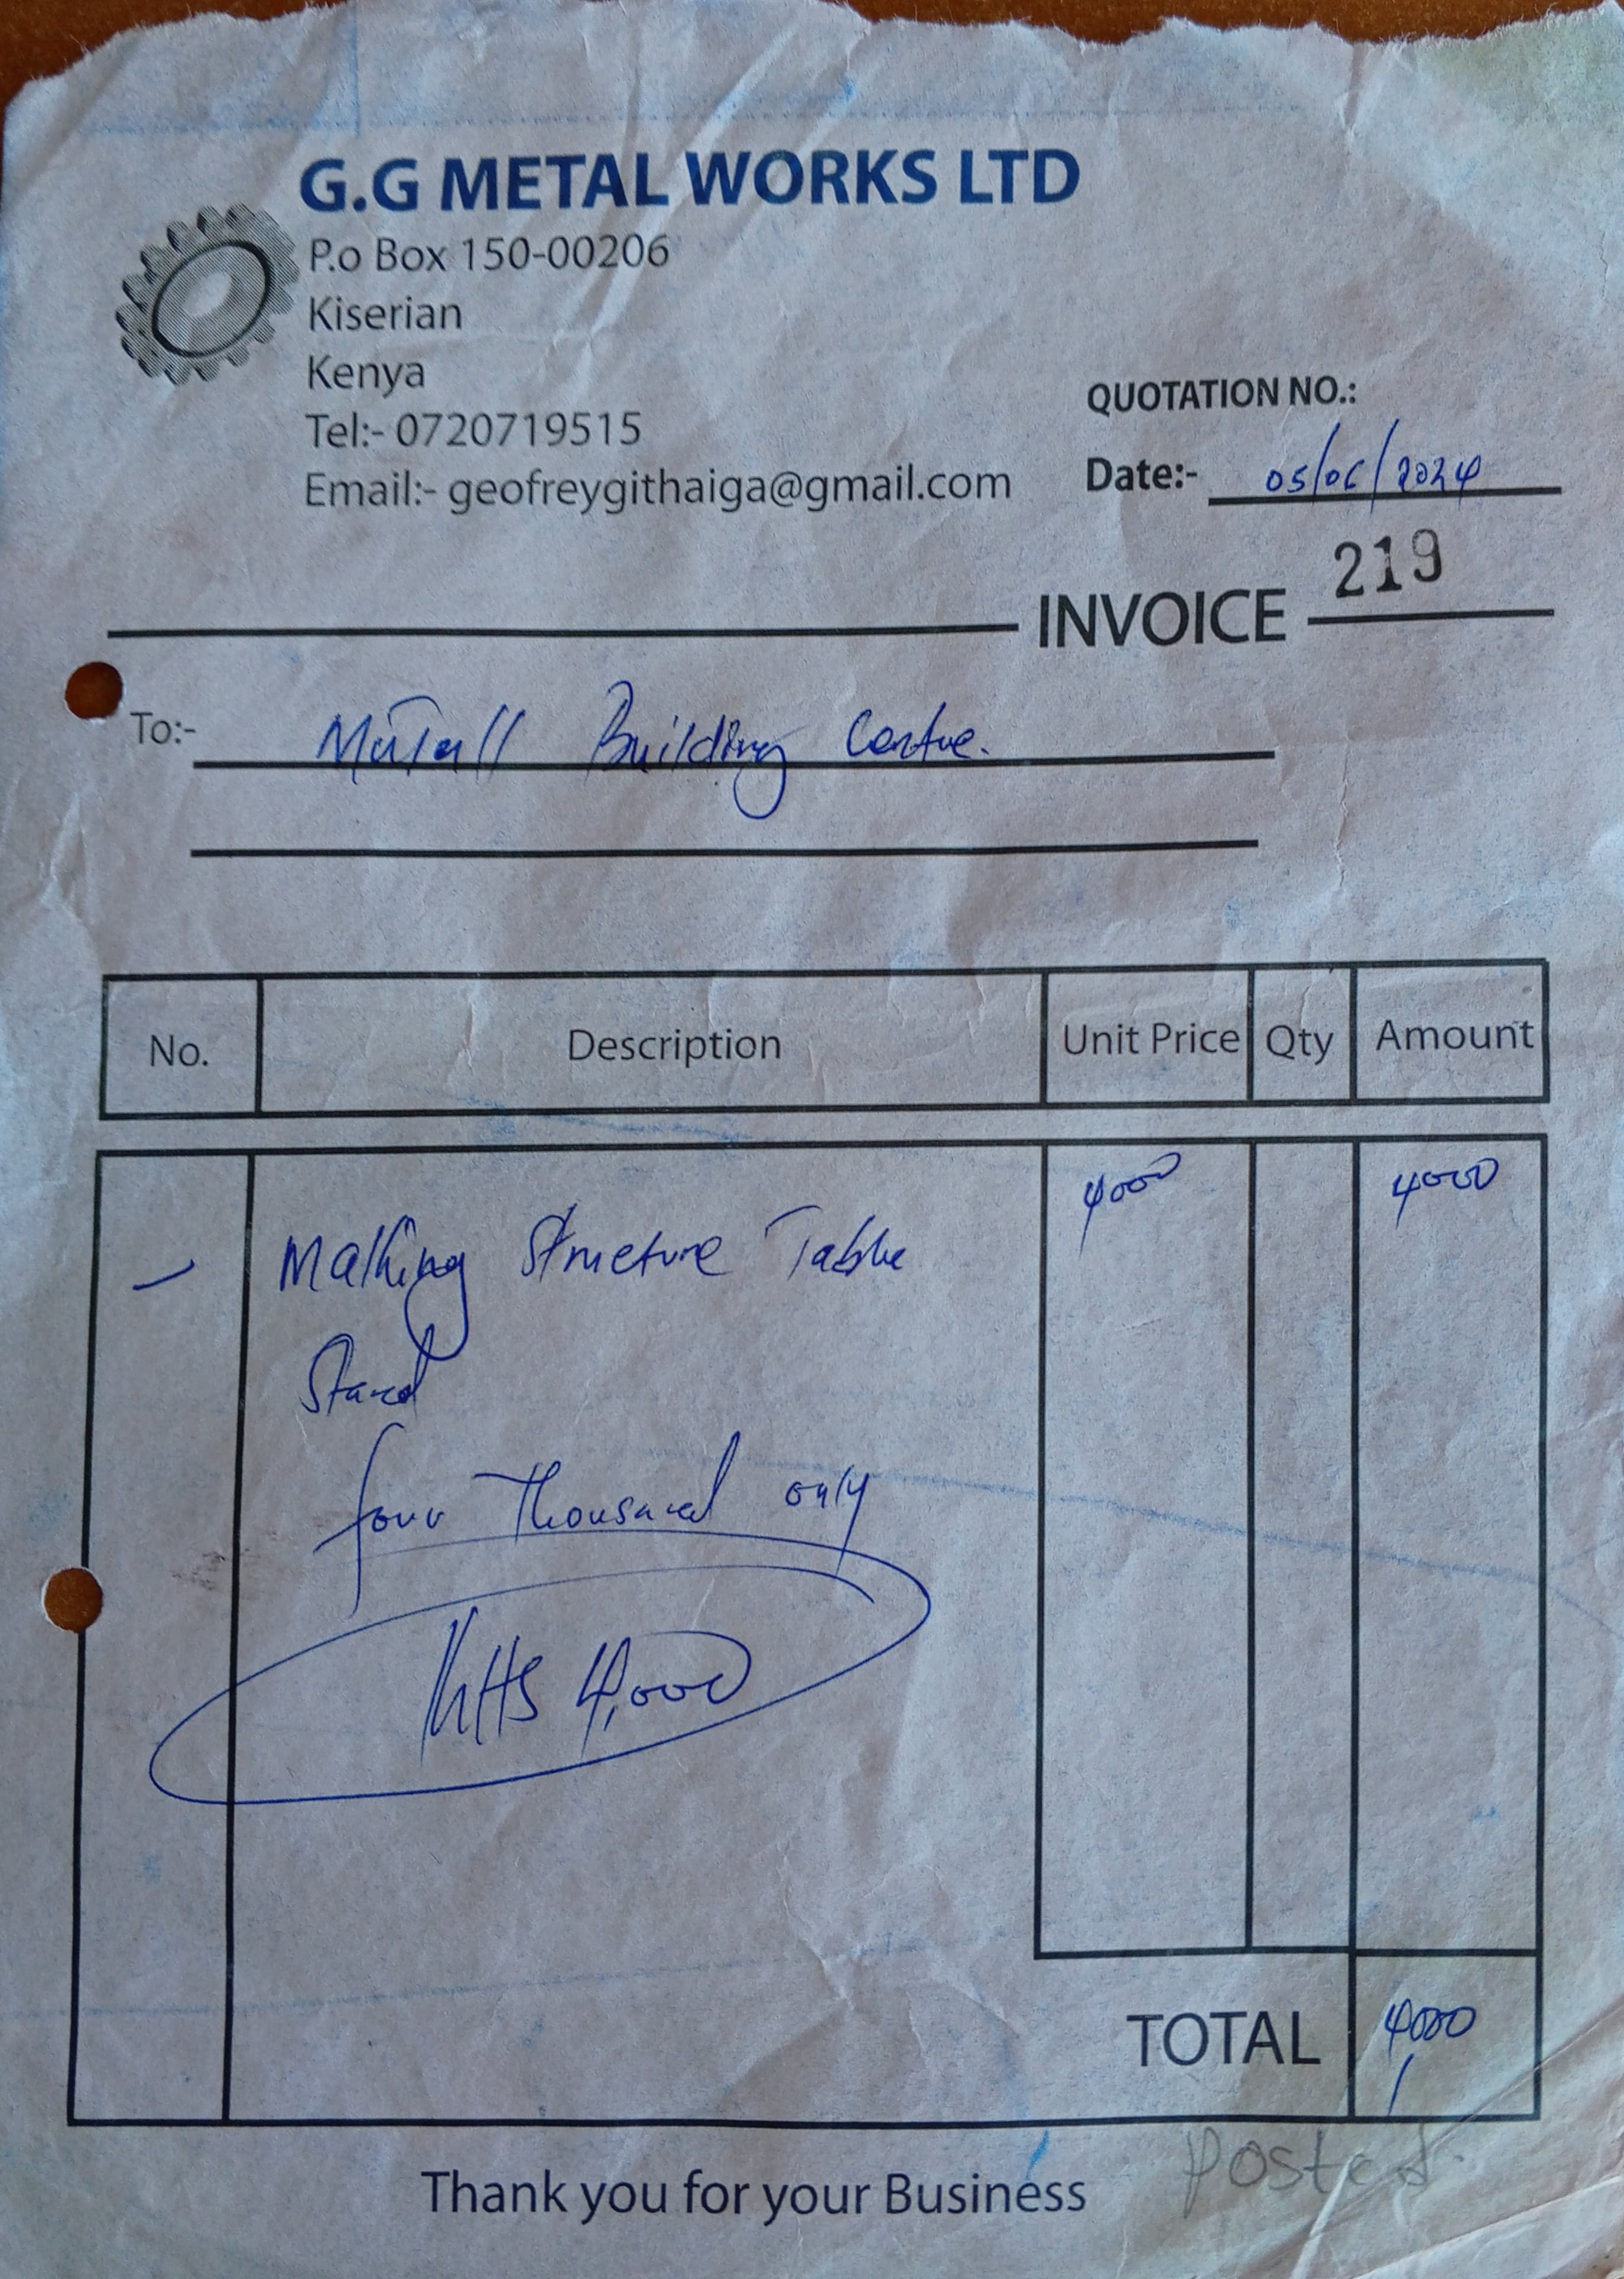 G.G METAL WORKS LTD
P.o Box 150-00206
Kiserian
Kenya
Tel:- 0720719515
Email:- geofreygithaiga@gmail.com
QUOTATION NO.:
Date:- 05/06/2024
INVOICE 219
To:- Mutall Building Centre.
No. Description Unit Price Qty Amount
4000 4000
- Making Structure Table
Stand
four Thousand only
KHS 4,000
TOTAL 4000
Thank you for your Business
Posted.